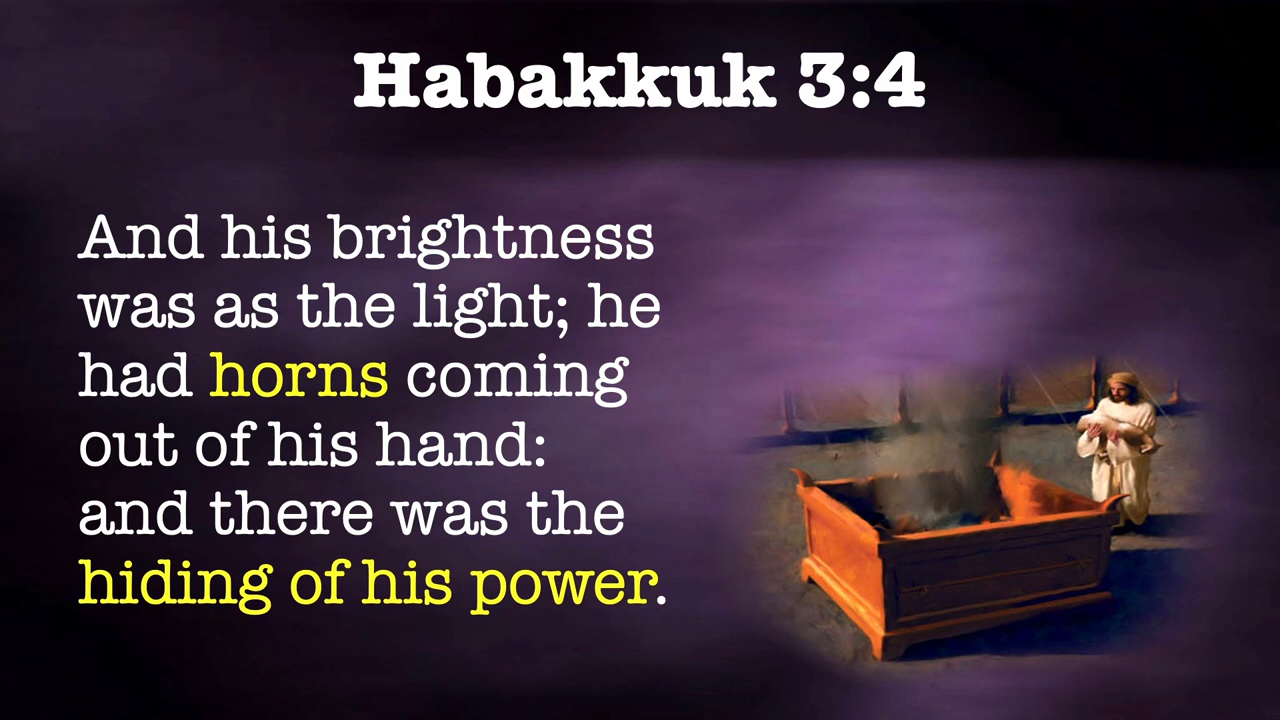 Habakkuk 3:4
And his brightness
was as the light; he
had horns coming
out of his hand:
and there was the
hiding of his power.